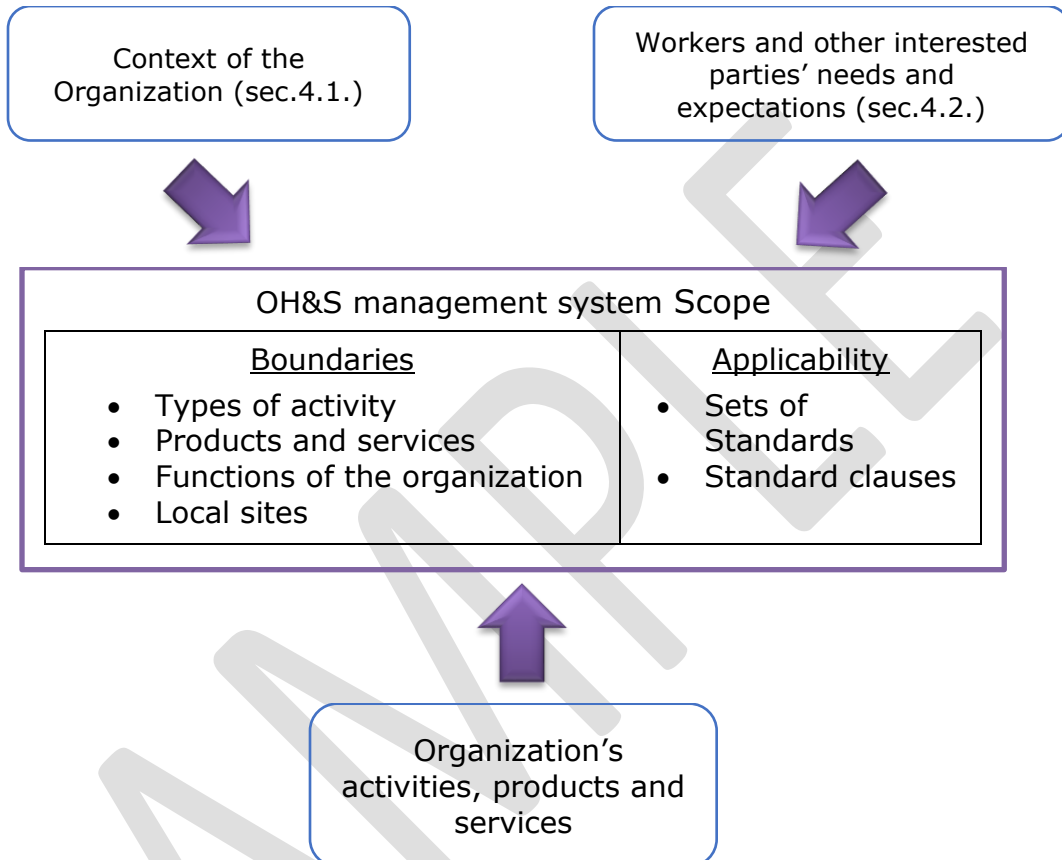 Context of the
Organization (sec.4.1.)
Workers and other interested
parties’ needs and
expectations (sec.4.2.)
OH&S management system Scope
Boundaries
• Types of activity
• Products and services
• Functions of the organization
• Local sites
Applicability
• Sets of
Standards
• Standard clauses
Organization’s
activities, products and
services
AMPLE